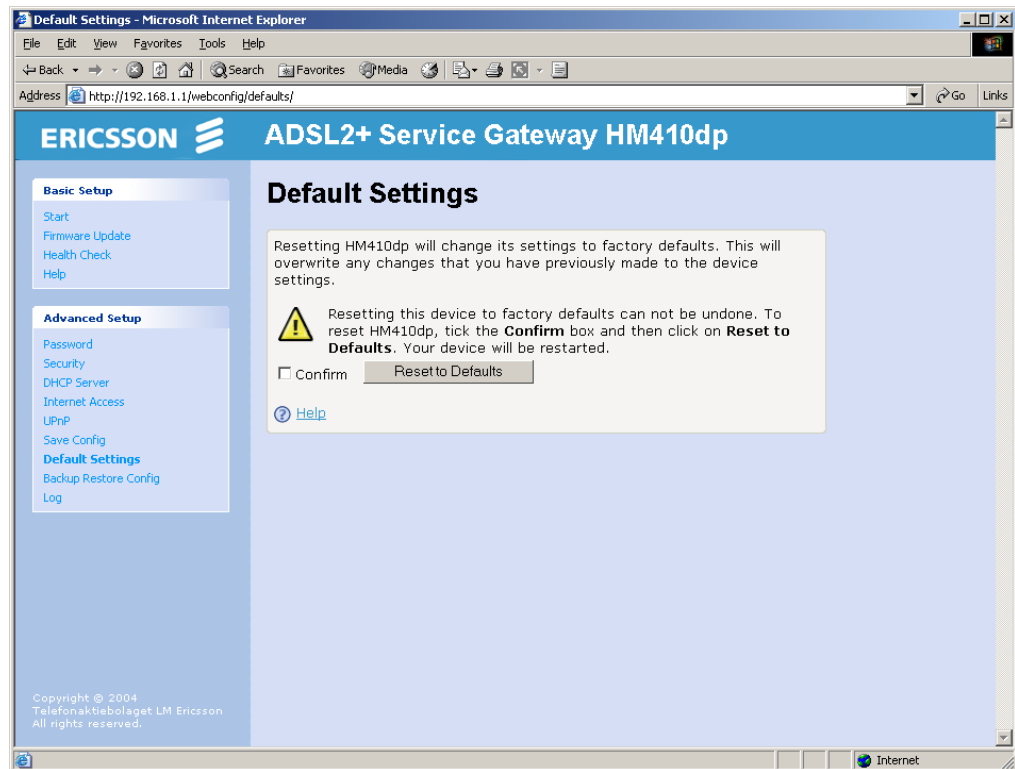 Default Settings - Microsoft Internet Explorer
File Edit View Favorites Tools Help
Back Search Favorites Media
Address http://192.168.1.1/webconfig/defaults/ Go Links
ERICSSON ADSL2+ Service Gateway HM410dp
Basic Setup
Start
Firmware Update
Health Check
Help
Advanced Setup
Password
Security
DHCP Server
Internet Access
UPnP
Save Config
Default Settings
Backup Restore Config
Log
Copyright © 2004
Telefonaktiebolaget LM Ericsson
All rights reserved.
Default Settings
Resetting HM410dp will change its settings to factory defaults. This will
overwrite any changes that you have previously made to the device
settings.
Resetting this device to factory defaults can not be undone. To
reset HM410dp, tick the Confirm box and then click on Reset to
Defaults. Your device will be restarted.
Confirm Reset to Defaults
Help
Internet